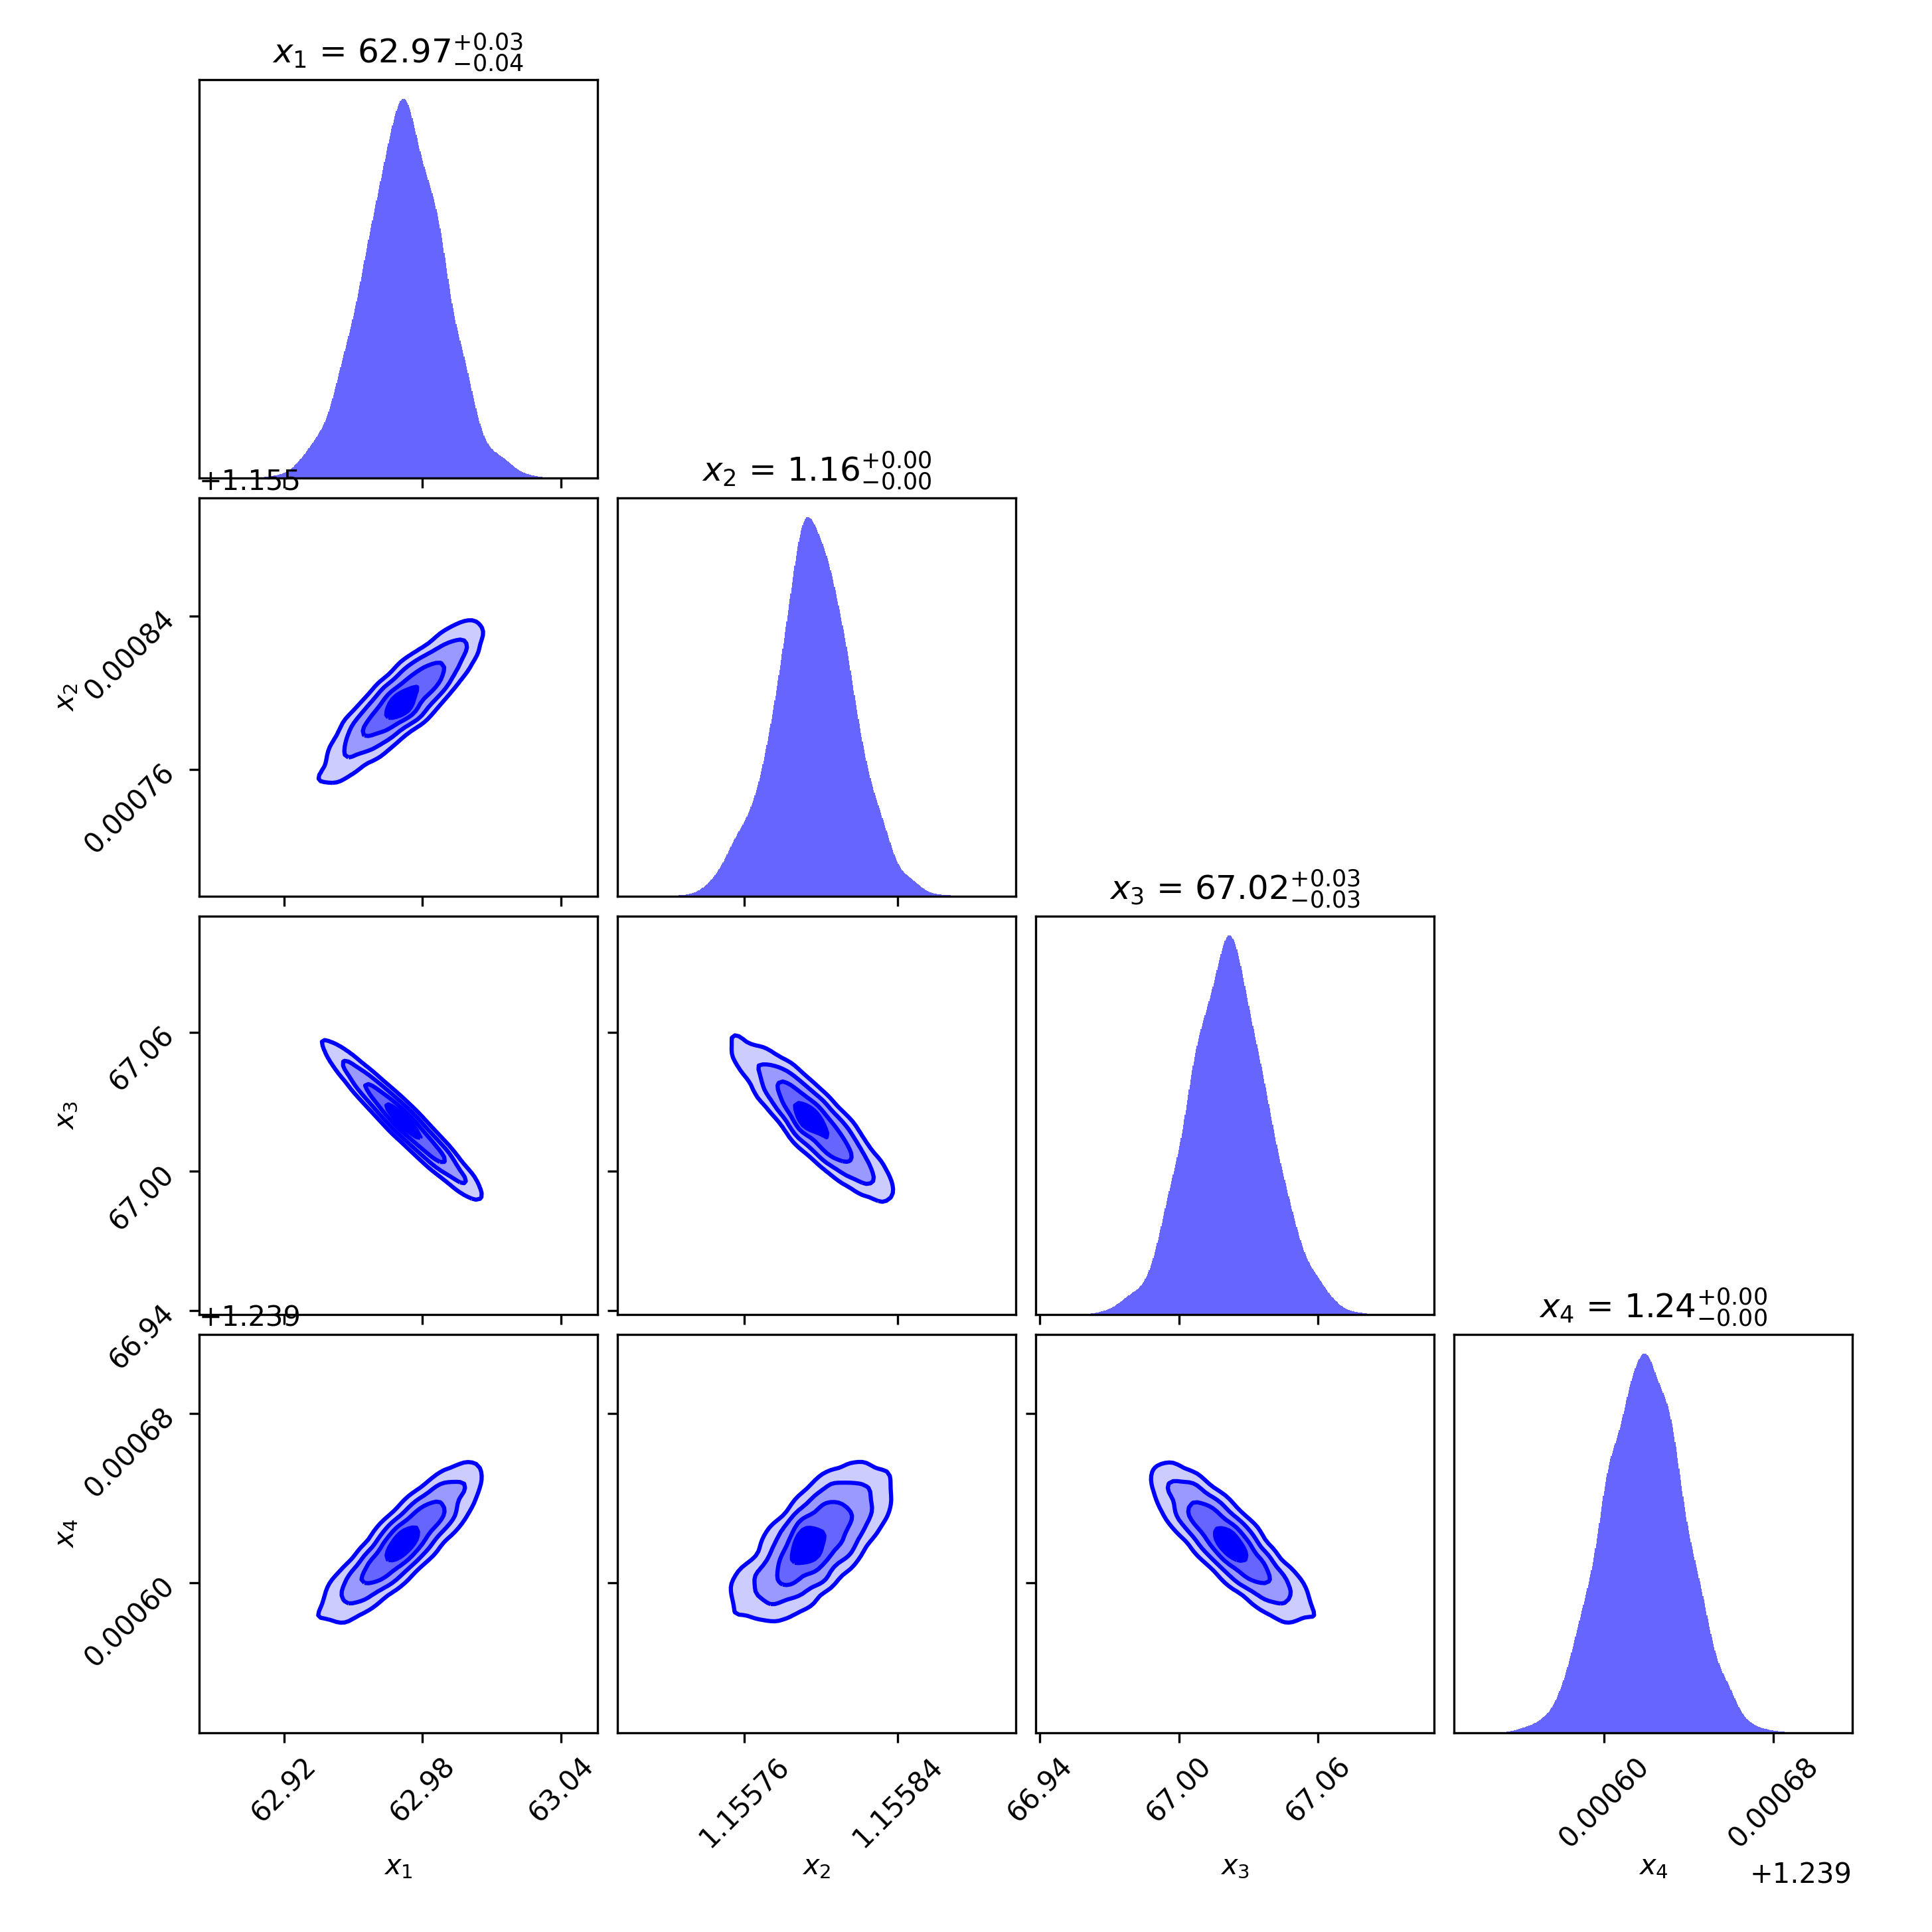 x₁ = 62.97 +0.03 −0.04
+1.155
x₂ = 1.16 +0.00 −0.00
0.00084
x₂
0.00076
x₃ = 67.02 +0.03 −0.03
67.06
x₃
67.00
66.94
+1.239
x₄ = 1.24 +0.00 −0.00
0.00068
x₄
0.00060
62.92 62.98 63.04 1.15576 1.15584 66.94 67.00 67.06 0.00060 0.00068
x₁ x₂ x₃ x₄ +1.239